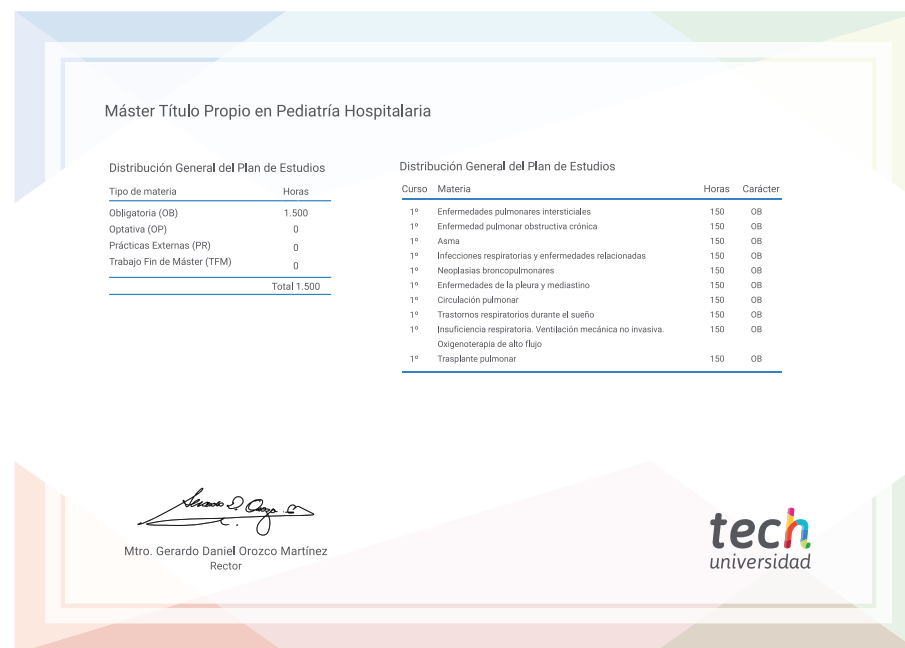 Máster Título Propio en Pediatría Hospitalaria
Distribución General del Plan de Estudios
Tipo de materia Horas
Obligatoria (OB) 1.500
Optativa (OP) 0
Prácticas Externas (PR) 0
Trabajo Fin de Máster (TFM) 0
Total 1.500
Distribución General del Plan de Estudios
Curso Materia Horas Carácter
1º Enfermedades pulmonares intersticiales 150 OB
1º Enfermedad pulmonar obstructiva crónica 150 OB
1º Asma 150 OB
1º Infecciones respiratorias y enfermedades relacionadas 150 OB
1º Neoplasias broncopulmonares 150 OB
1º Enfermedades de la pleura y mediastino 150 OB
1º Circulación pulmonar 150 OB
1º Trastornos respiratorios durante el sueño 150 OB
1º Insuficiencia respiratoria. Ventilación mecánica no invasiva. 150 OB
Oxigenoterapia de alto flujo
1º Trasplante pulmonar 150 OB
Mtro. Gerardo Daniel Orozco Martínez
Rector
tech
universidad